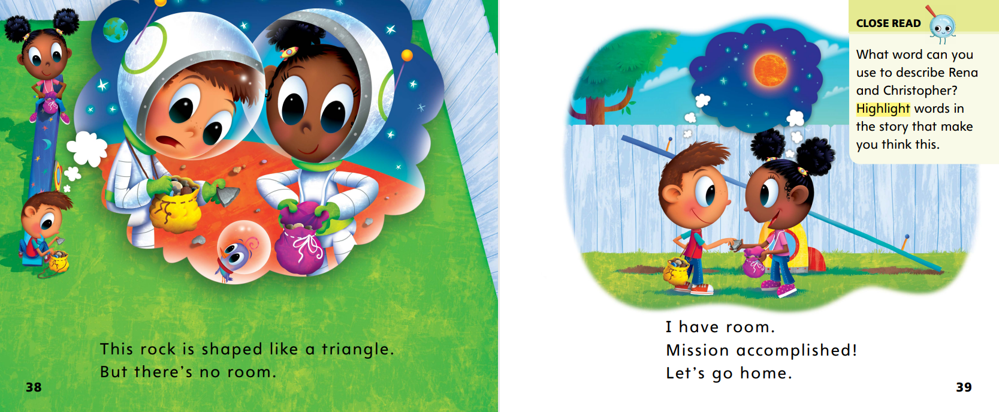 This rock is shaped like a triangle.
But there's no room.
38
CLOSE READ
What word can you
use to describe Rena
and Christopher?
Highlight words in
the story that make
you think this.
I have room.
Mission accomplished!
Let's go home.
39